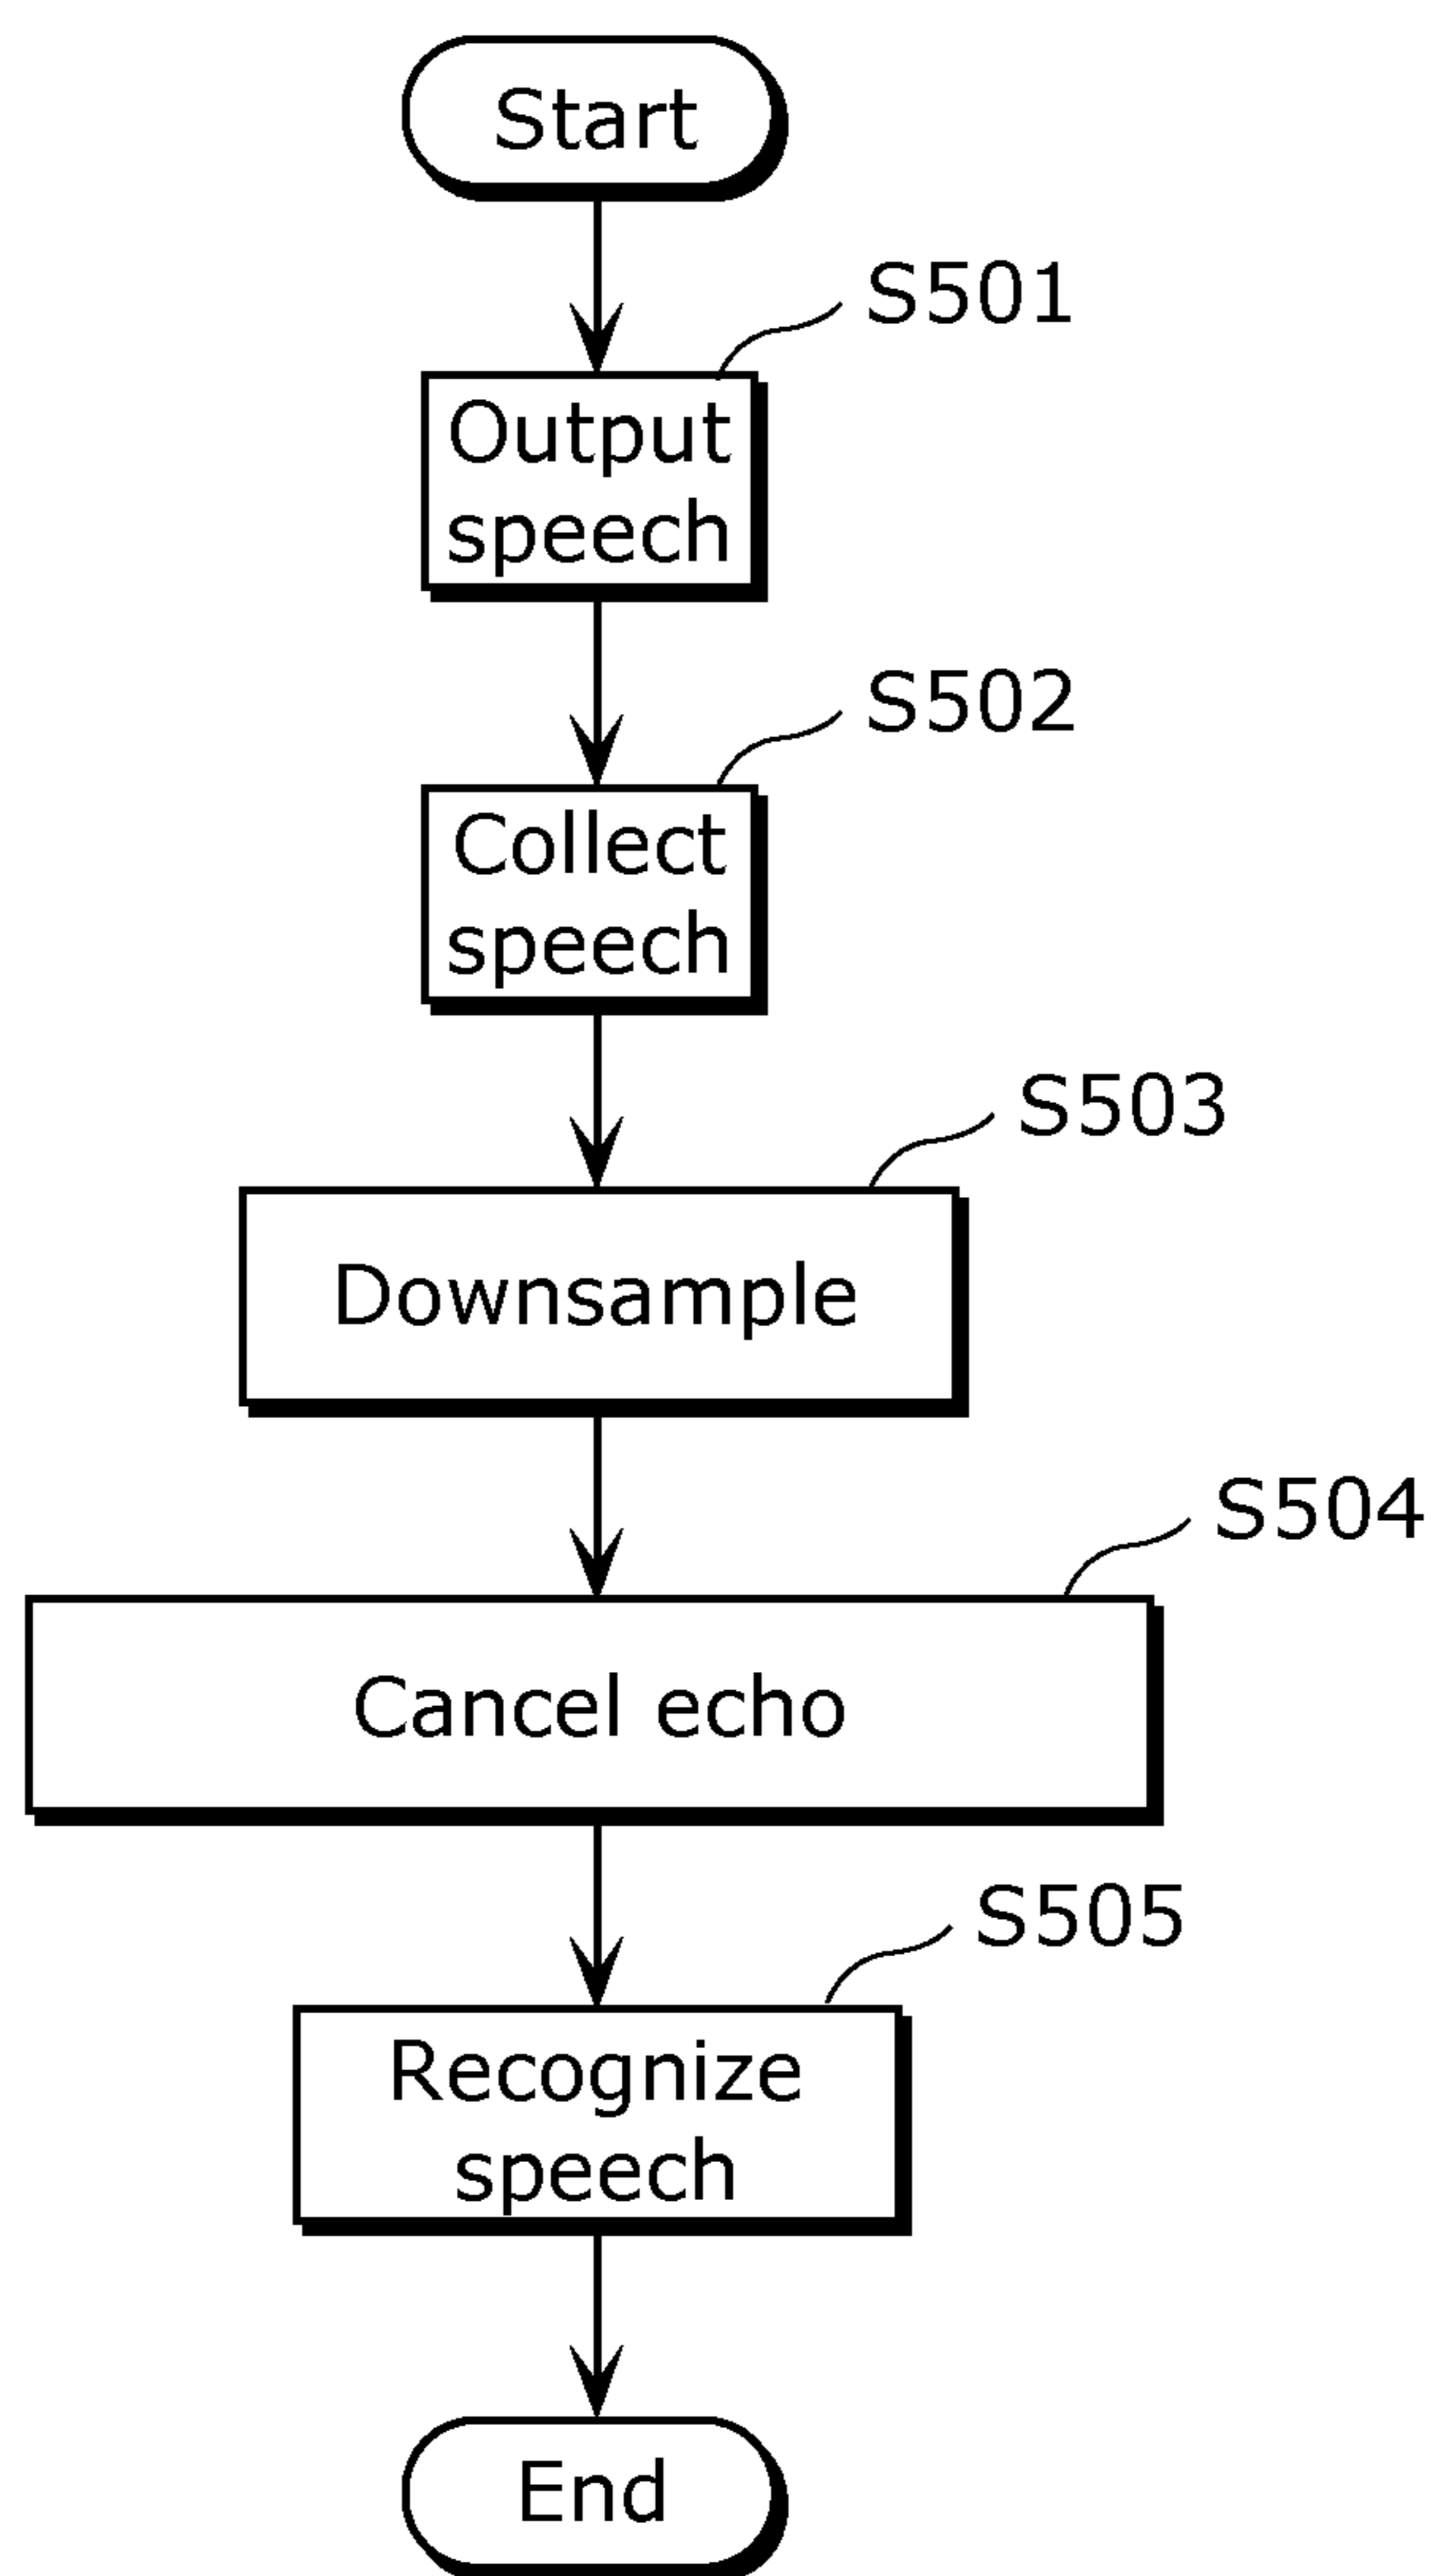 Start
S501
Output
speech
S502
Collect
speech
S503
Downsample
S504
Cancel echo
S505
Recognize
speech
End